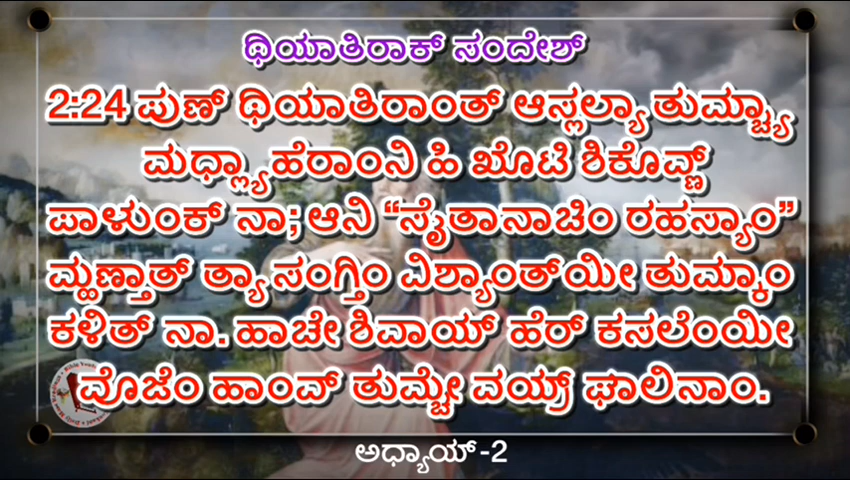 ಥಿಯಾತಿರಾಕ್ ಸಂದೇಶ್
2:24 ಪುಣ್ ಥಿಯಾತಿರಾಂತ್ ಆಸ್ಲಲ್ಯಾ ತುಮ್ಚ್ಯಾ
ಮಧ್ಲ್ಯಾ ಹೆರಾಂನಿ ಹಿ ಖೊಟಿ ಶಿಕೊವ್ಣ್
ಪಾಳುಂಕ್ ನಾ; ಆನಿ “ಸೈತಾನಾಚಿಂ ರಹಸ್ಯಾಂ”
ಮ್ಹಣ್ತಾತ್ ತ್ಯಾ ಸಂಗ್ತಿಂ ವಿಶ್ಯಾಂತ್‌ಯೀ ತುಮ್ಕಾಂ
ಕಳಿತ್ ನಾ. ಹಾಚೇ ಶಿವಾಯ್ ಹೆರ್ ಕಸಲೆಂಯೀ
ವೊಜೆಂ ಹಾಂವ್ ತುಮ್ಚೇ ವಯ್ರ್ ಘಾಲಿನಾಂ.
ಅಧ್ಯಾಯ್-2